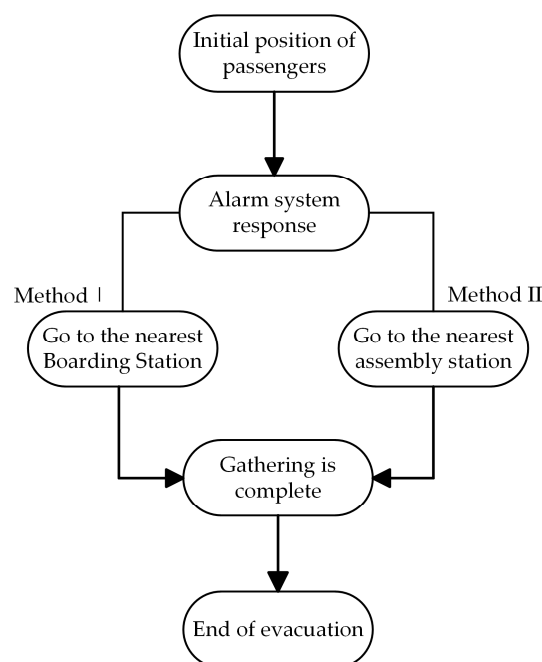 Initial position of
passengers
Alarm system
response
Method I
Method II
Go to the nearest
Boarding Station
Go to the nearest
assembly station
Gathering is
complete
End of evacuation